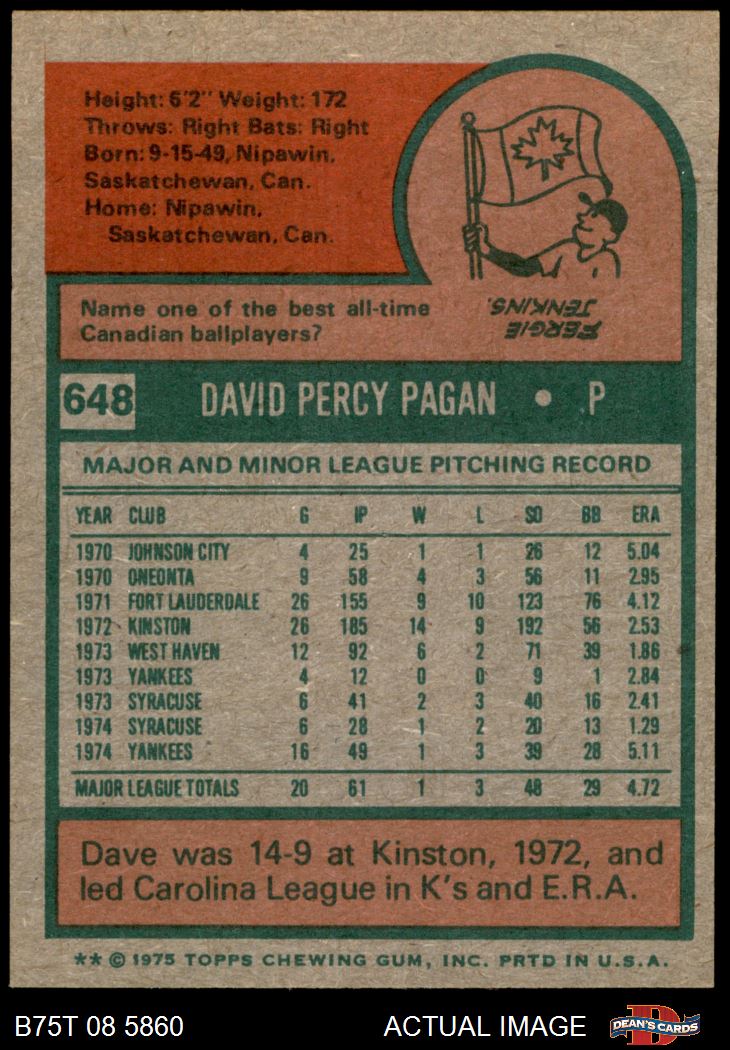 Height: 6'2" Weight: 172
Throws: Right Bats: Right
Born: 9-15-49, Nipawin,
Saskatchewan, Can.
Home: Nipawin,
Saskatchewan, Can.
Name one of the best all-time
Canadian ballplayers?
FERGIE
JENKINS.
648 DAVID PERCY PAGAN • P
MAJOR AND MINOR LEAGUE PITCHING RECORD
YEAR CLUB G IP W L SO BB ERA
1970 JOHNSON CITY 4 25 1 1 26 12 5.04
1970 ONEONTA 9 58 4 3 56 11 2.95
1971 FORT LAUDERDALE 26 155 9 10 123 76 4.12
1972 KINSTON 26 185 14 9 192 56 2.53
1973 WEST HAVEN 12 92 6 2 71 39 1.86
1973 YANKEES 4 12 0 0 9 1 2.84
1973 SYRACUSE 6 41 2 3 40 16 2.41
1974 SYRACUSE 6 28 1 2 20 13 1.29
1974 YANKEES 16 49 1 3 39 28 5.11
MAJOR LEAGUE TOTALS 20 61 1 3 48 29 4.72
Dave was 14-9 at Kinston, 1972, and
led Carolina League in K's and E.R.A.
** © 1975 TOPPS CHEWING GUM, INC. PRTD IN U.S.A.
B75T 08 5860 ACTUAL IMAGE D DEAN'S CARDS